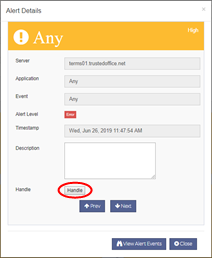 Alert Details
×
Any
High
Server
terms01.trustedoffice.net
Application
Any
Event
Any
Alert Level
Error
Timestamp
Wed, Jun 26, 2019 11:47:54 AM
Description
Handle
Handle
Prev
Next
View Alert Events
Close